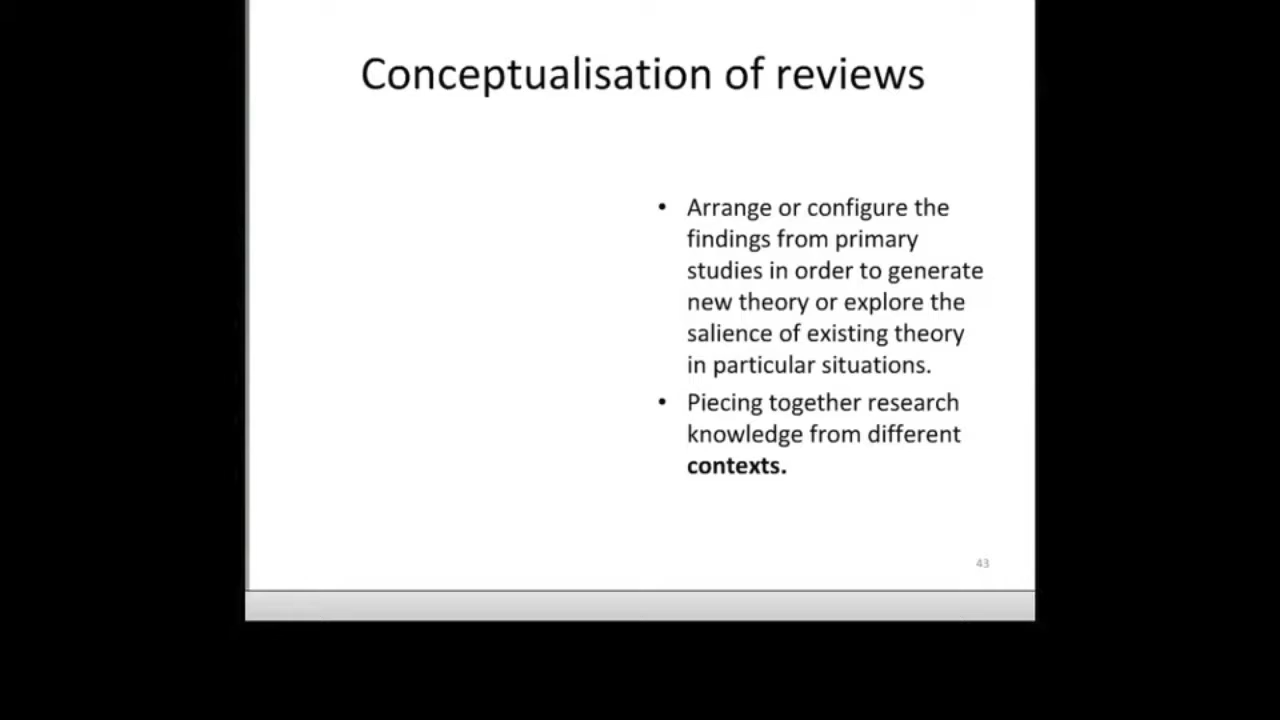 Conceptualisation of reviews
• Arrange or configure the
findings from primary
studies in order to generate
new theory or explore the
salience of existing theory
in particular situations.
• Piecing together research
knowledge from different
contexts.
43